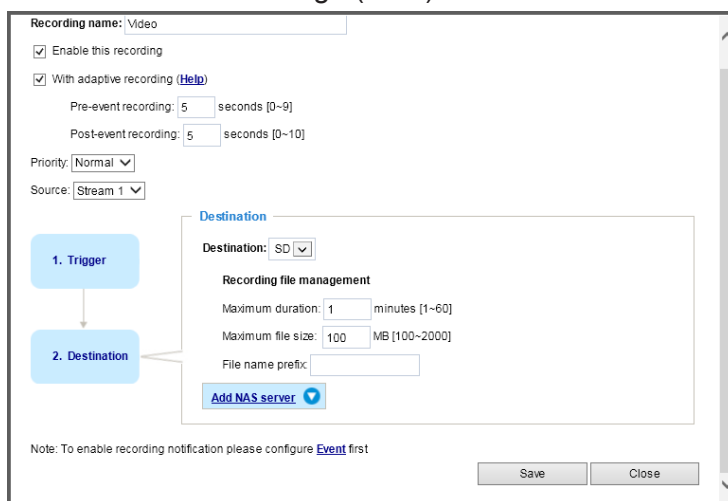 Recording name: Video
Enable this recording
With adaptive recording (Help)
Pre-event recording: 5 seconds [0~9]
Post-event recording: 5 seconds [0~10]
Priority: Normal
Source: Stream 1
Destination
1. Trigger
Destination: SD
Recording file management
Maximum duration: 1 minutes [1~60]
Maximum file size: 100 MB [100~2000]
2. Destination
File name prefix:
Add NAS server
Note: To enable recording notification please configure Event first
Save Close